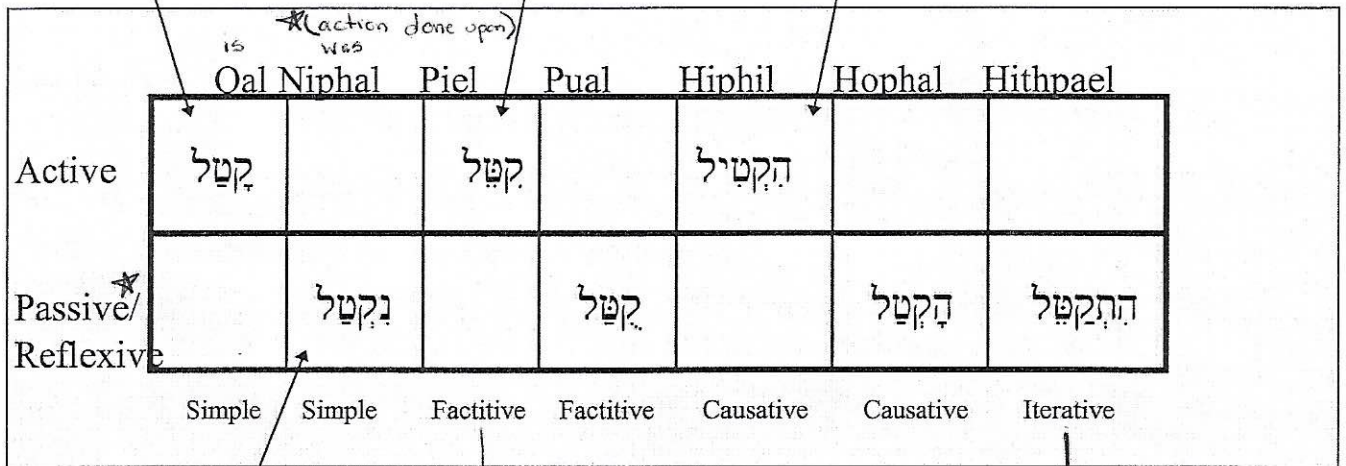 ☆(action done upon)
is was
Qal Niphal Piel Pual Hiphil Hophal Hithpael
Active קָטַל קִטֵּל הִקְטִיל
Passive/☆ נִקְטַל קֻטַּל הָקְטַל הִתְקַטֵּל
Reflexive
Simple Simple Factitive Factitive Causative Causative Iterative